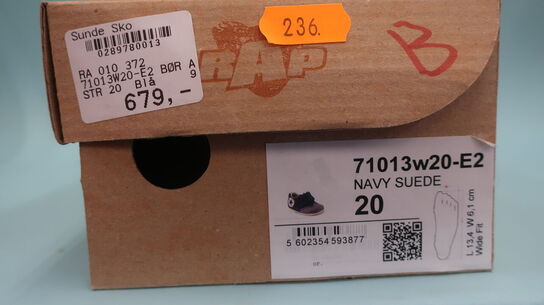 Sunde Sko
0289780013
RA 010 372
71013W20-E2 BØR A
STR 20 Blå 9
679,-
236.
RAP
B
71013w20-E2
NAVY SUEDE
20
5 602354 593877
L 13,4 W 6,1 cm
Wide Fit